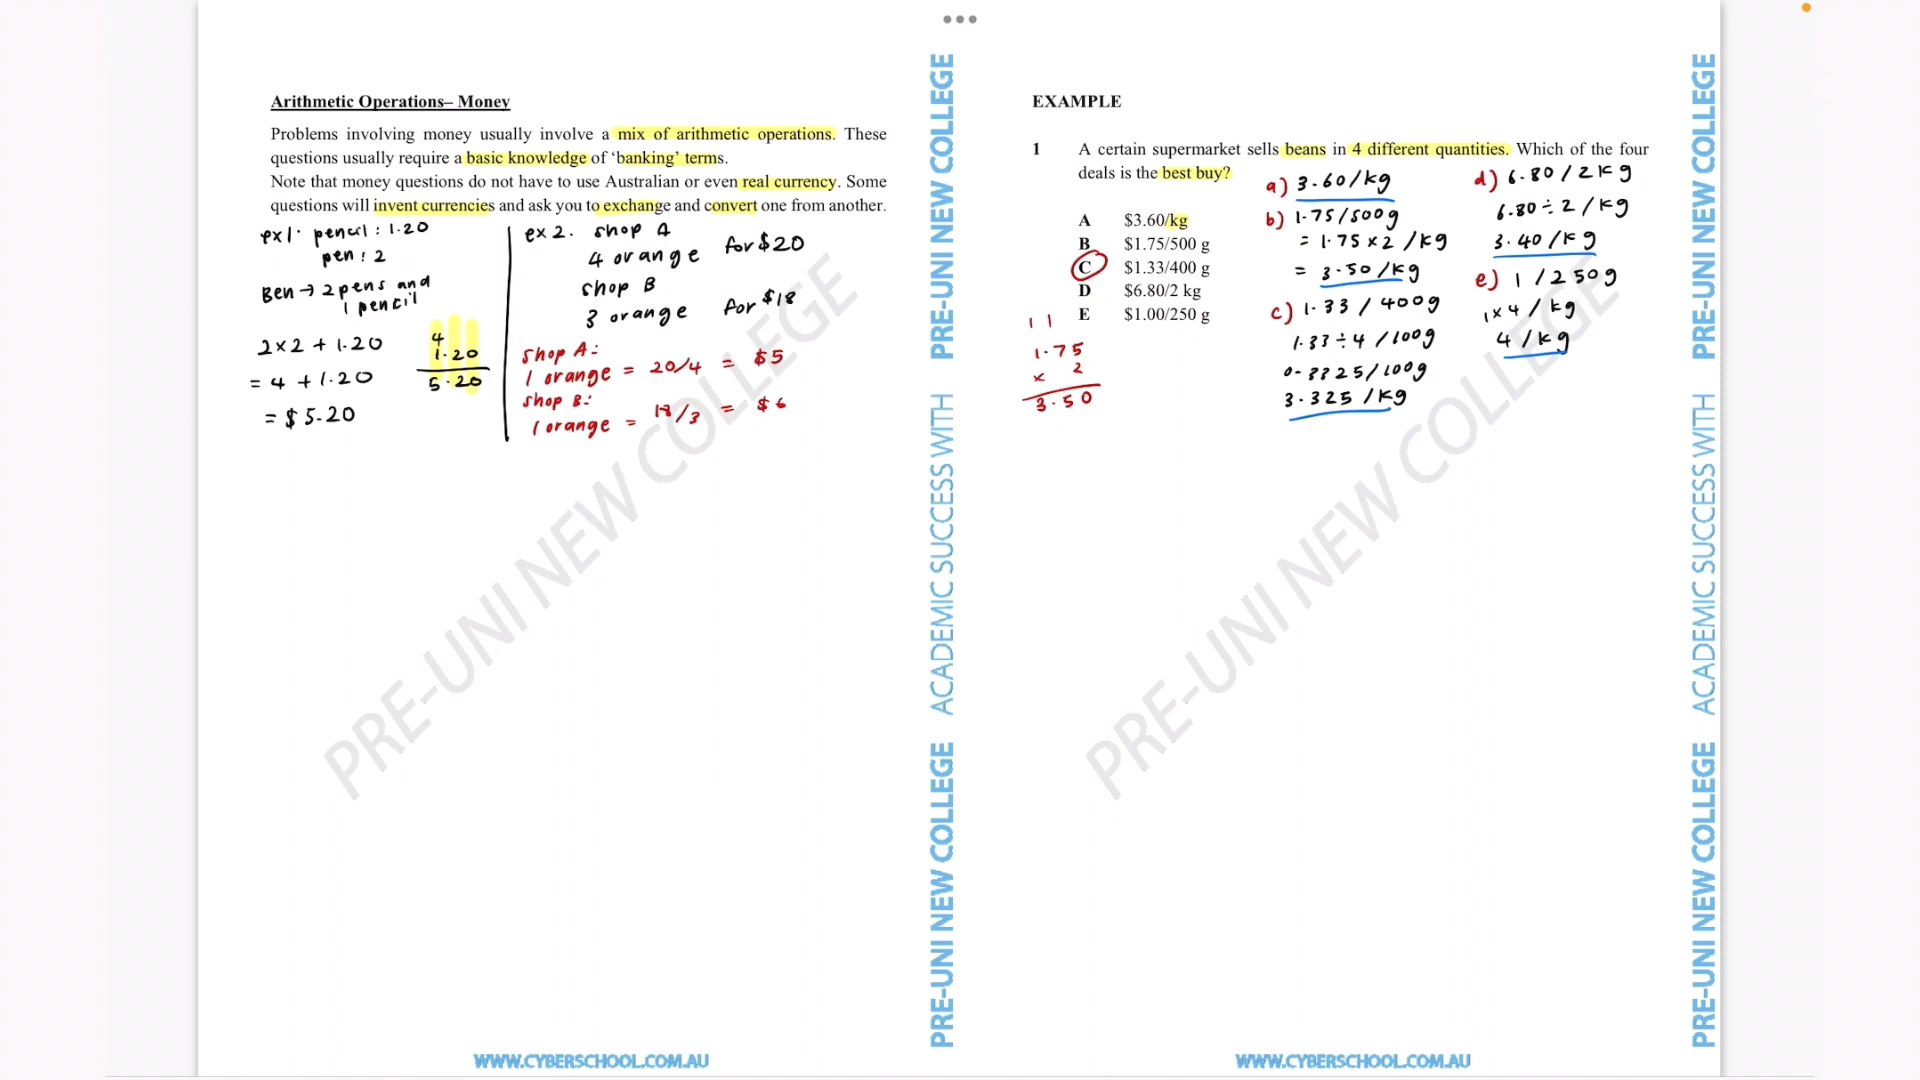 Arithmetic Operations– Money
Problems involving money usually involve a mix of arithmetic operations. These
questions usually require a basic knowledge of ‘banking’ terms.
Note that money questions do not have to use Australian or even real currency. Some
questions will invent currencies and ask you to exchange and convert one from another.
ex1. pencil : 1.20
pen : 2
Ben → 2 pens and
1 pencil
2 x 2 + 1.20
= 4 + 1.20
= $5.20
4
1.20
5.20
ex 2. shop A
4 orange for $20
shop B
3 orange for $18
shop A:
1 orange = 20/4 = $5
shop B:
1 orange = 18/3 = $6
PRE-UNI NEW COLLEGE
PRE-UNI NEW COLLEGE ACADEMIC SUCCESS WITH PRE-UNI NEW COLLEGE
WWW.CYBERSCHOOL.COM.AU
EXAMPLE
1 A certain supermarket sells beans in 4 different quantities. Which of the four
deals is the best buy?
A $3.60/kg
B $1.75/500 g
C $1.33/400 g
D $6.80/2 kg
E $1.00/250 g
1 1
1.75
x 2
3.50
a) 3.60/kg
b) 1.75/500g
= 1.75 x 2 /kg
= 3.50/kg
c) 1.33 / 400g
1.33 ÷ 4 /100g
0.3325/100g
3.325 /kg
d) 6.80 / 2kg
6.80 ÷ 2 / kg
3.40 /kg
e) 1 / 250g
1 x 4 / kg
4 / kg
PRE-UNI NEW COLLEGE
PRE-UNI NEW COLLEGE ACADEMIC SUCCESS WITH PRE-UNI NEW COLLEGE
WWW.CYBERSCHOOL.COM.AU